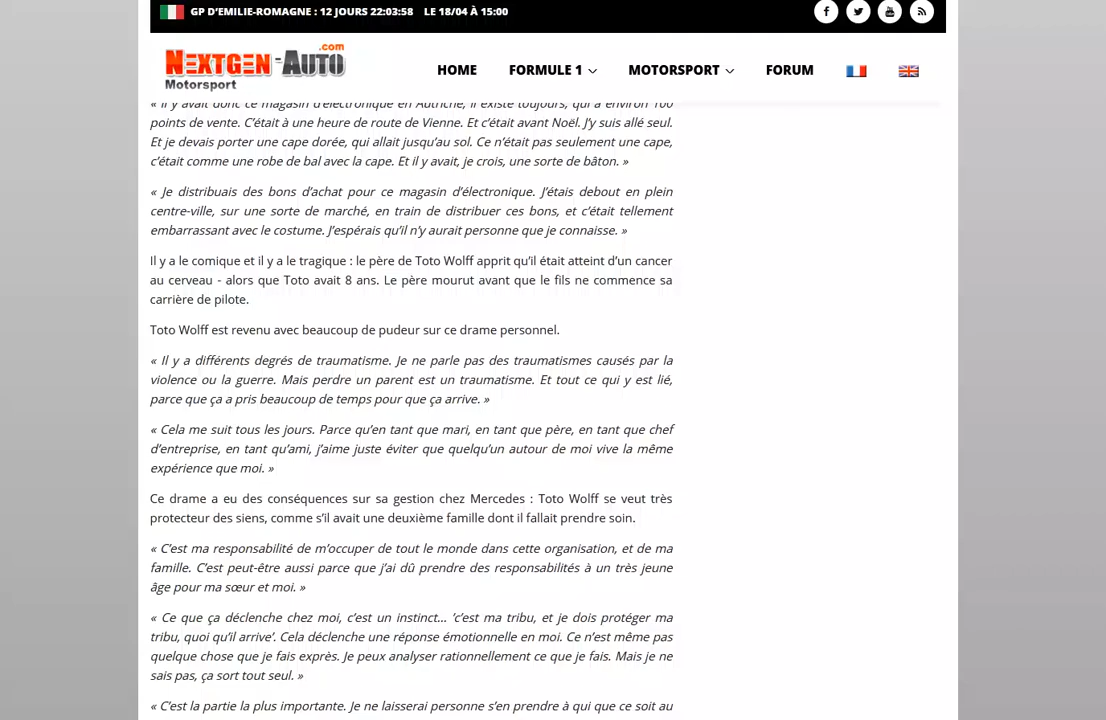 GP D’EMILIE-ROMAGNE : 12 JOURS 22:03:58 LE 18/04 À 15:00
NEXTGEN-AUTO.com
Motorsport
HOME FORMULE 1 MOTORSPORT FORUM
« Il y avait donc ce magasin d’électronique en Autriche, il existe toujours, qui a environ 100
points de vente. C’était à une heure de route de Vienne. Et c’était avant Noël. J’y suis allé seul.
Et je devais porter une cape dorée, qui allait jusqu’au sol. Ce n’était pas seulement une cape,
c’était comme une robe de bal avec la cape. Et il y avait, je crois, une sorte de bâton. »
« Je distribuais des bons d’achat pour ce magasin d’électronique. J’étais debout en plein
centre-ville, sur une sorte de marché, en train de distribuer ces bons, et c’était tellement
embarrassant avec le costume. J’espérais qu’il n’y aurait personne que je connaisse. »
Il y a le comique et il y a le tragique : le père de Toto Wolff apprit qu’il était atteint d’un cancer
au cerveau - alors que Toto avait 8 ans. Le père mourut avant que le fils ne commence sa
carrière de pilote.
Toto Wolff est revenu avec beaucoup de pudeur sur ce drame personnel.
« Il y a différents degrés de traumatisme. Je ne parle pas des traumatismes causés par la
violence ou la guerre. Mais perdre un parent est un traumatisme. Et tout ce qui y est lié,
parce que ça a pris beaucoup de temps pour que ça arrive. »
« Cela me suit tous les jours. Parce qu’en tant que mari, en tant que père, en tant que chef
d’entreprise, en tant qu’ami, j’aime juste éviter que quelqu’un autour de moi vive la même
expérience que moi. »
Ce drame a eu des conséquences sur sa gestion chez Mercedes : Toto Wolff se veut très
protecteur des siens, comme s’il avait une deuxième famille dont il fallait prendre soin.
« C’est ma responsabilité de m’occuper de tout le monde dans cette organisation, et de ma
famille. C’est peut-être aussi parce que j’ai dû prendre des responsabilités à un très jeune
âge pour ma sœur et moi. »
« Ce que ça déclenche chez moi, c’est un instinct… ‘c’est ma tribu, et je dois protéger ma
tribu, quoi qu’il arrive’. Cela déclenche une réponse émotionnelle en moi. Ce n’est même pas
quelque chose que je fais exprès. Je peux analyser rationnellement ce que je fais. Mais je ne
sais pas, ça sort tout seul. »
« C’est la partie la plus importante. Je ne laisserai personne s’en prendre à qui que ce soit au